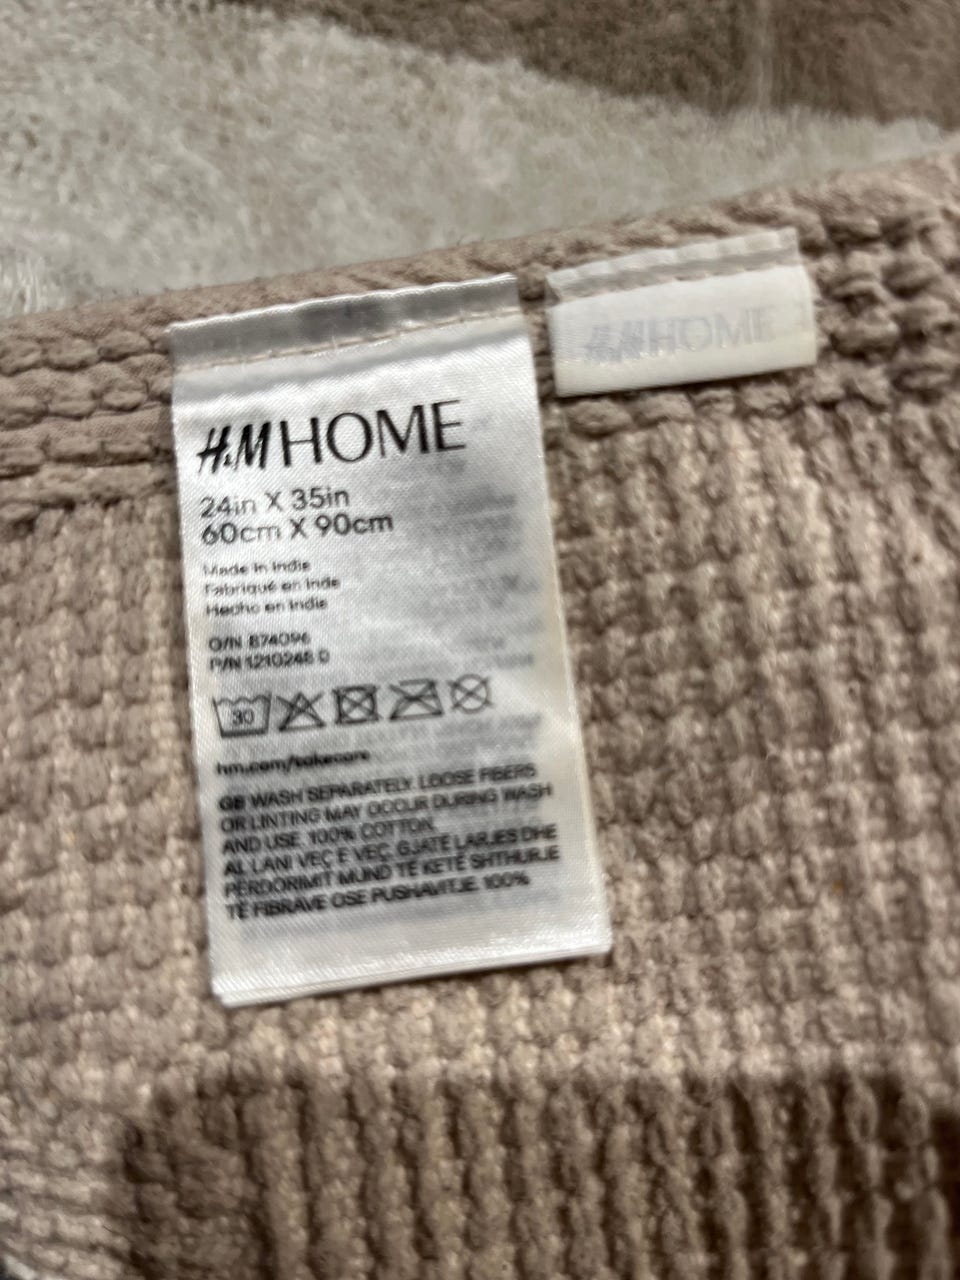 H&M HOME
H&M HOME
24in X 35in
60cm X 90cm
Made in India
Fabriqué en Inde
Hecho en India
O/N 874096
P/N 1210248 0
30
hm.com/takecare
GB WASH SEPARATELY. LOOSE FIBERS
OR LINTING MAY OCCUR DURING WASH
AND USE. 100% COTTON.
AL LANI VEÇ E VEÇ. GJATË LARJES DHE
PËRDORIMIT MUND TË KETË SHTHURJE
TË FIBRAVE OSE PUSHAVITJE. 100%